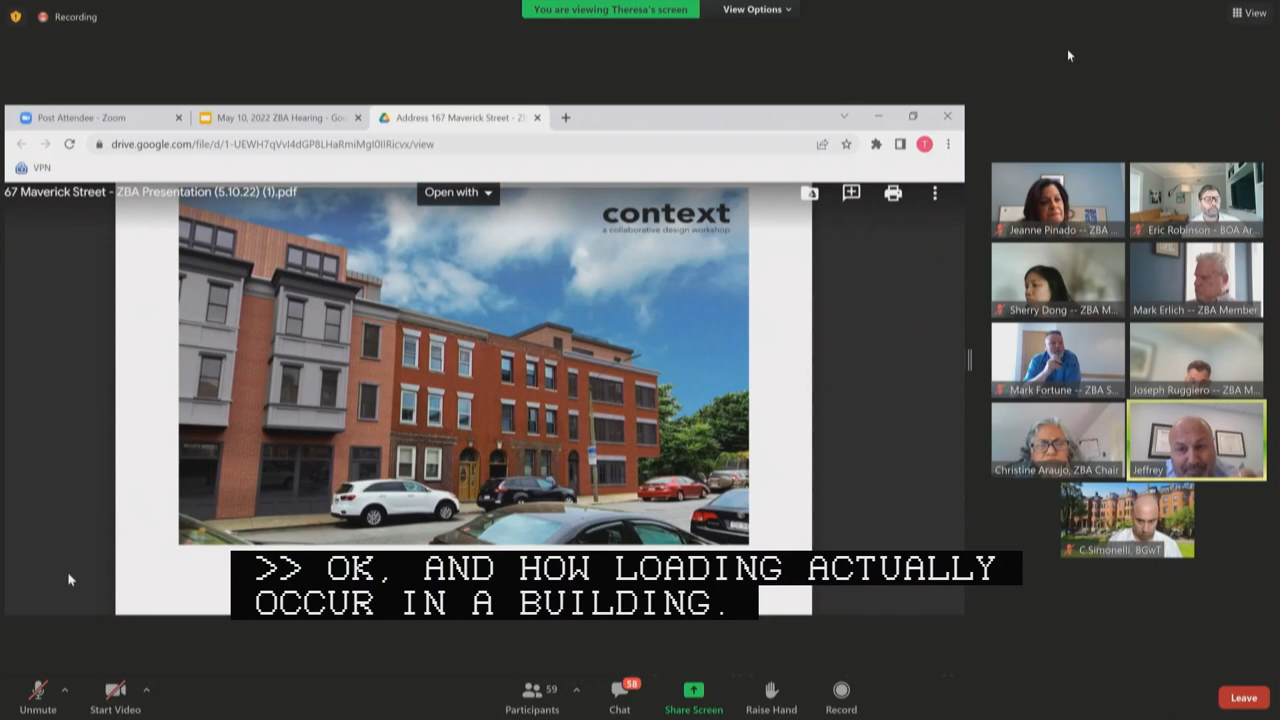 Recording
You are viewing Theresa's screen
View Options
View
Post Attendee - Zoom
May 10, 2022 ZBA Hearing - Goo
Address 167 Maverick Street - Z
drive.google.com/file/d/1-UEWH7qVvI4dGP8LHaRmiMgI0IIRicvx/view
T
VPN
67 Maverick Street - ZBA Presentation (5.10.22) (1).pdf
Open with
context
a collaborative design workshop
Jeanne Pinado -- ZBA ...
Eric Robinson - BOA Ar...
Sherry Dong -- ZBA M...
Mark Erlich -- ZBA Member
Mark Fortune -- ZBA S...
Joseph Ruggiero -- ZBA M...
Christine Araujo, ZBA Chair
Jeffrey
C.Simonelli, BGwT
>> OK, AND HOW LOADING ACTUALLY
OCCUR IN A BUILDING.
Unmute
Start Video
59
Participants
58
Chat
Share Screen
Raise Hand
Record
Leave